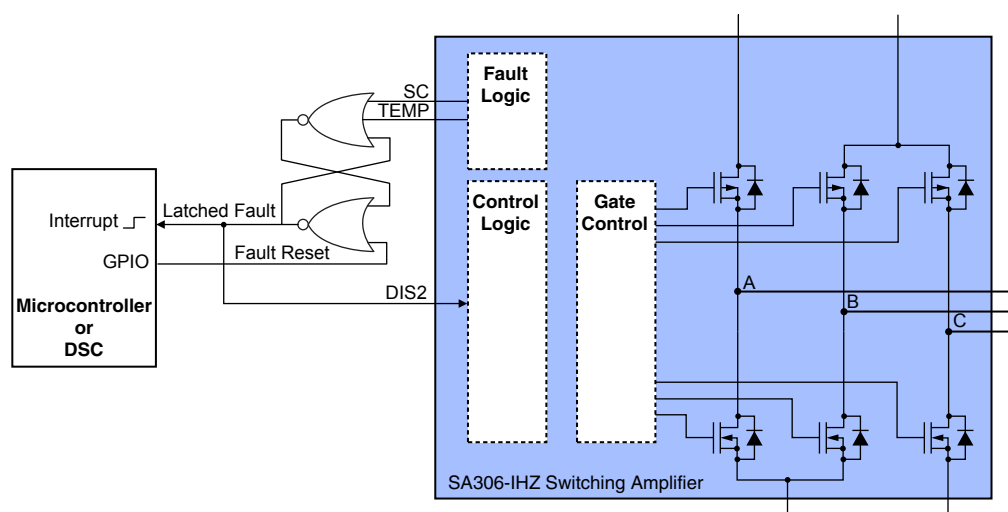 Fault
Logic
SC
TEMP
Control
Logic
Gate
Control
Interrupt
Latched Fault
GPIO
Fault Reset
DIS2
Microcontroller
or
DSC
A
B
C
SA306-IHZ Switching Amplifier